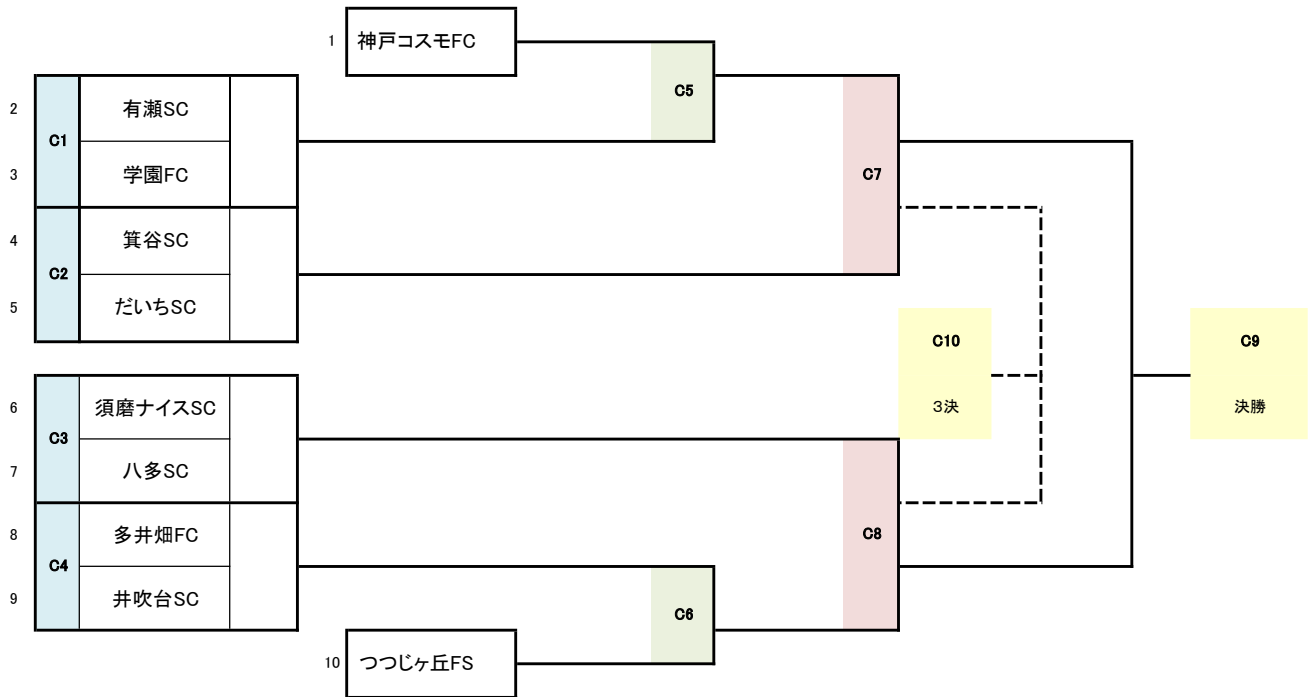 1 神戸コスモFC
C5
2 有瀬SC
C1
3 学園FC
C7
4 箕谷SC
C2
5 だいちSC
C10
C9
6 須磨ナイスSC
3決
決勝
C3
7 八多SC
8 多井畑FC
C8
C4
9 井吹台SC
C6
10 つつじヶ丘FS